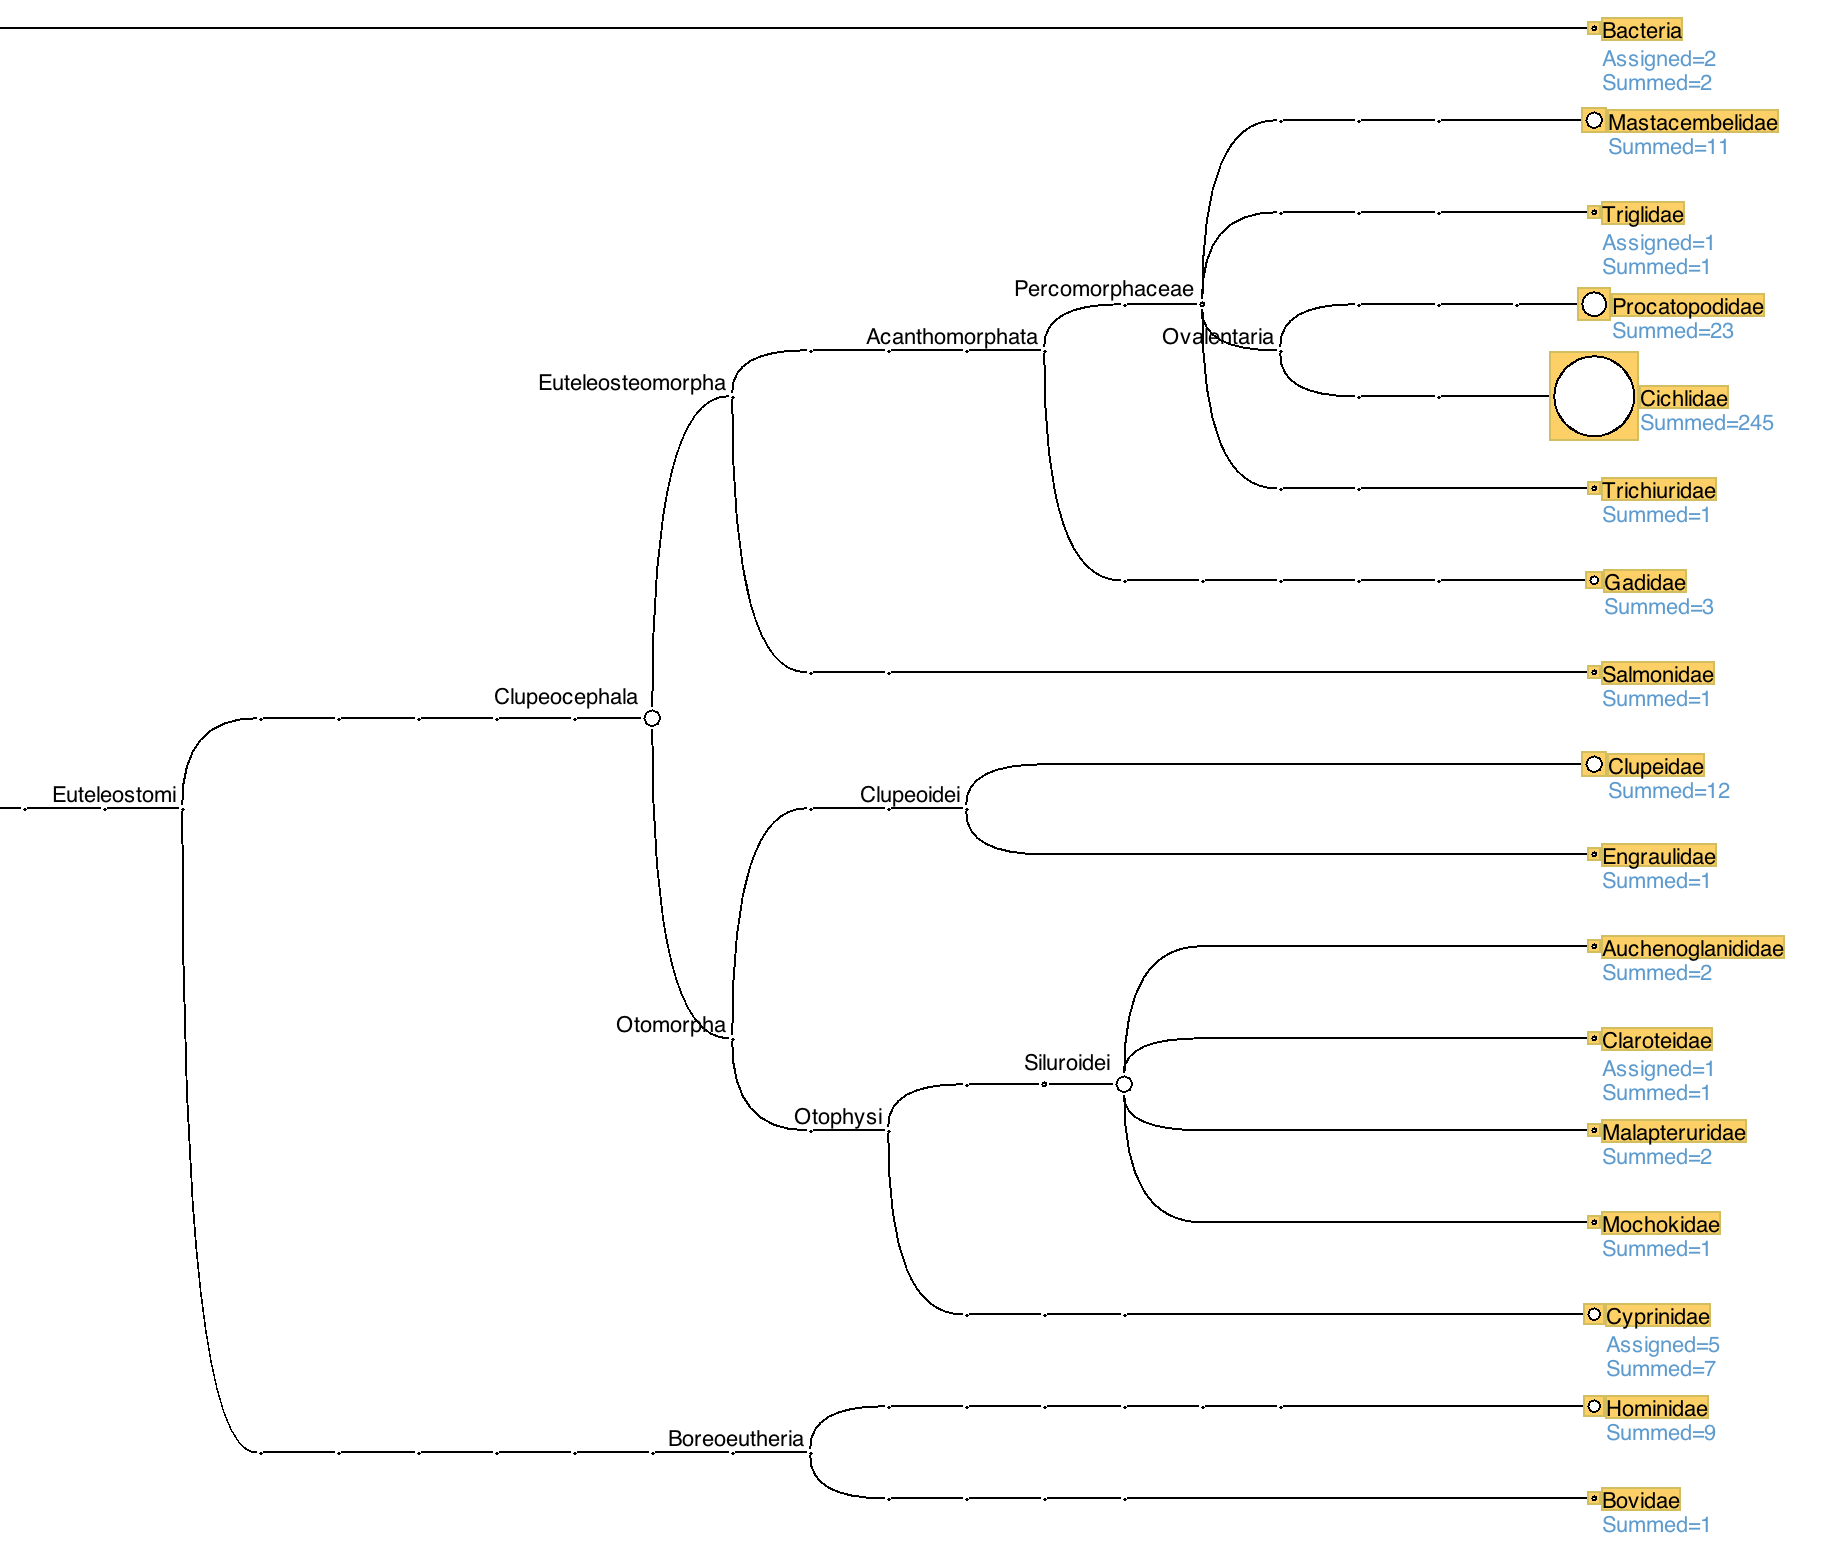 Bacteria
Assigned=2
Summed=2
Mastacembelidae
Summed=11
Triglidae
Assigned=1
Summed=1
Percomorphaceae
Procatopodidae
Summed=23
Acanthomorphata
Ovalentaria
Euteleosteomorpha
Cichlidae
Summed=245
Trichiuridae
Summed=1
Gadidae
Summed=3
Salmonidae
Summed=1
Clupeocephala
Clupeidae
Summed=12
Euteleostomi
Clupeoidei
Engraulidae
Summed=1
Auchenoglanididae
Summed=2
Otomorpha
Claroteidae
Assigned=1
Summed=1
Siluroidei
Otophysi
Malapteruridae
Summed=2
Mochokidae
Summed=1
Cyprinidae
Assigned=5
Summed=7
Hominidae
Summed=9
Boreoeutheria
Bovidae
Summed=1